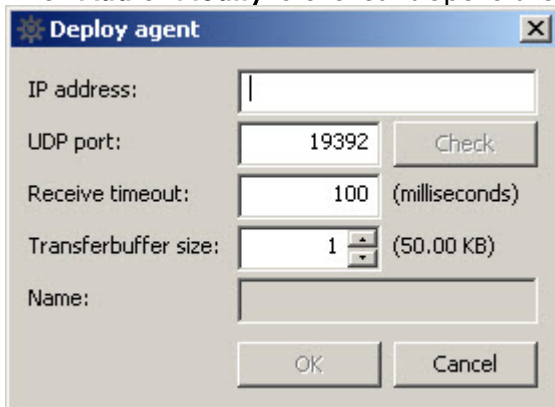 Deploy agent
IP address:
UDP port: 19392 Check
Receive timeout: 100 (milliseconds)
Transferbuffer size: 1 (50.00 KB)
Name:
OK Cancel